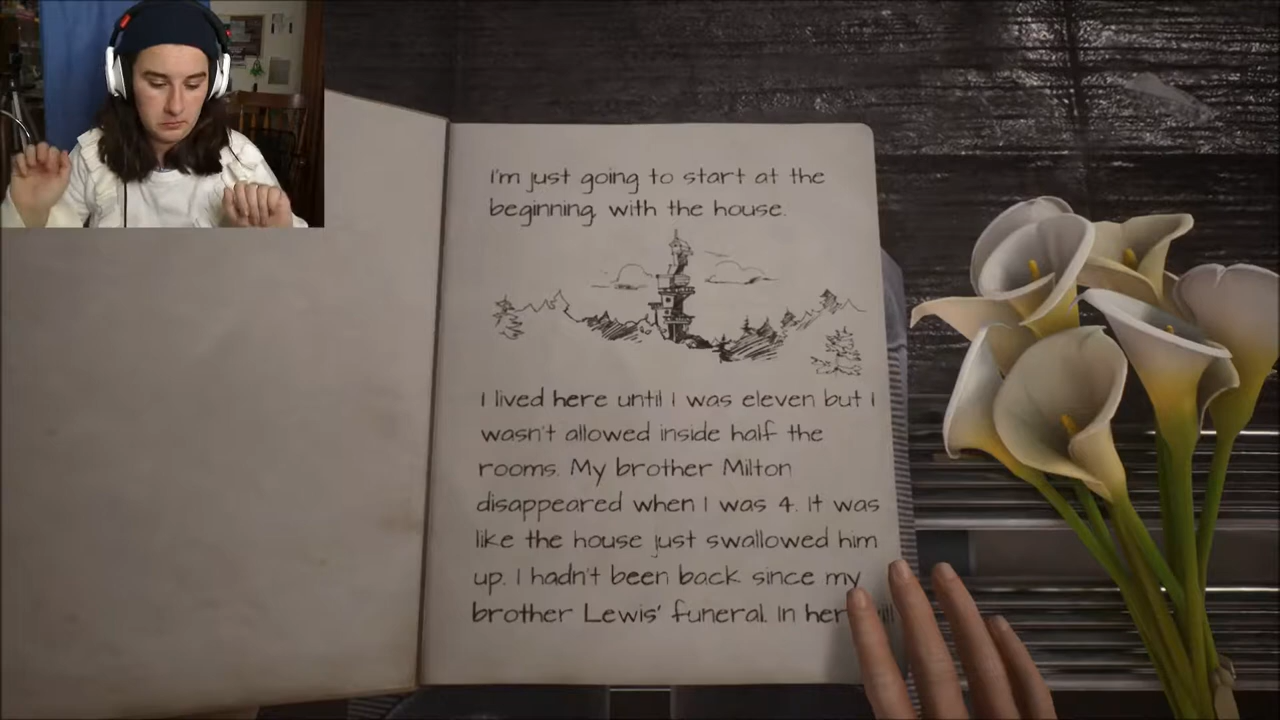 I'm just going to start at the
beginning, with the house.
I lived here until I was eleven but I
wasn't allowed inside half the
rooms. My brother Milton
disappeared when I was 4. It was
like the house just swallowed him
up. I hadn't been back since my
brother Lewis' funeral. In her